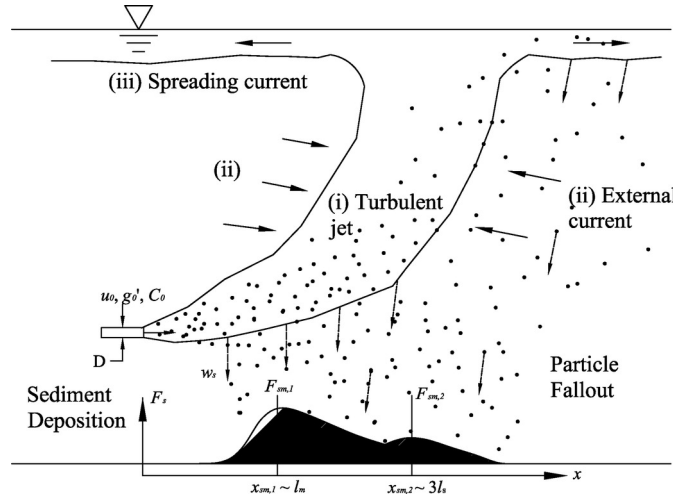 (iii) Spreading current
(ii)
(i) Turbulent
jet
(ii) External
current
u₀, g₀', C₀
D
wₛ
Particle
Fallout
Sediment
Deposition
Fₛ
Fₛₘ,₁
Fₛₘ,₂
xₛₘ,₁ ~ lₘ
xₛₘ,₂ ~ 3lₛ
x